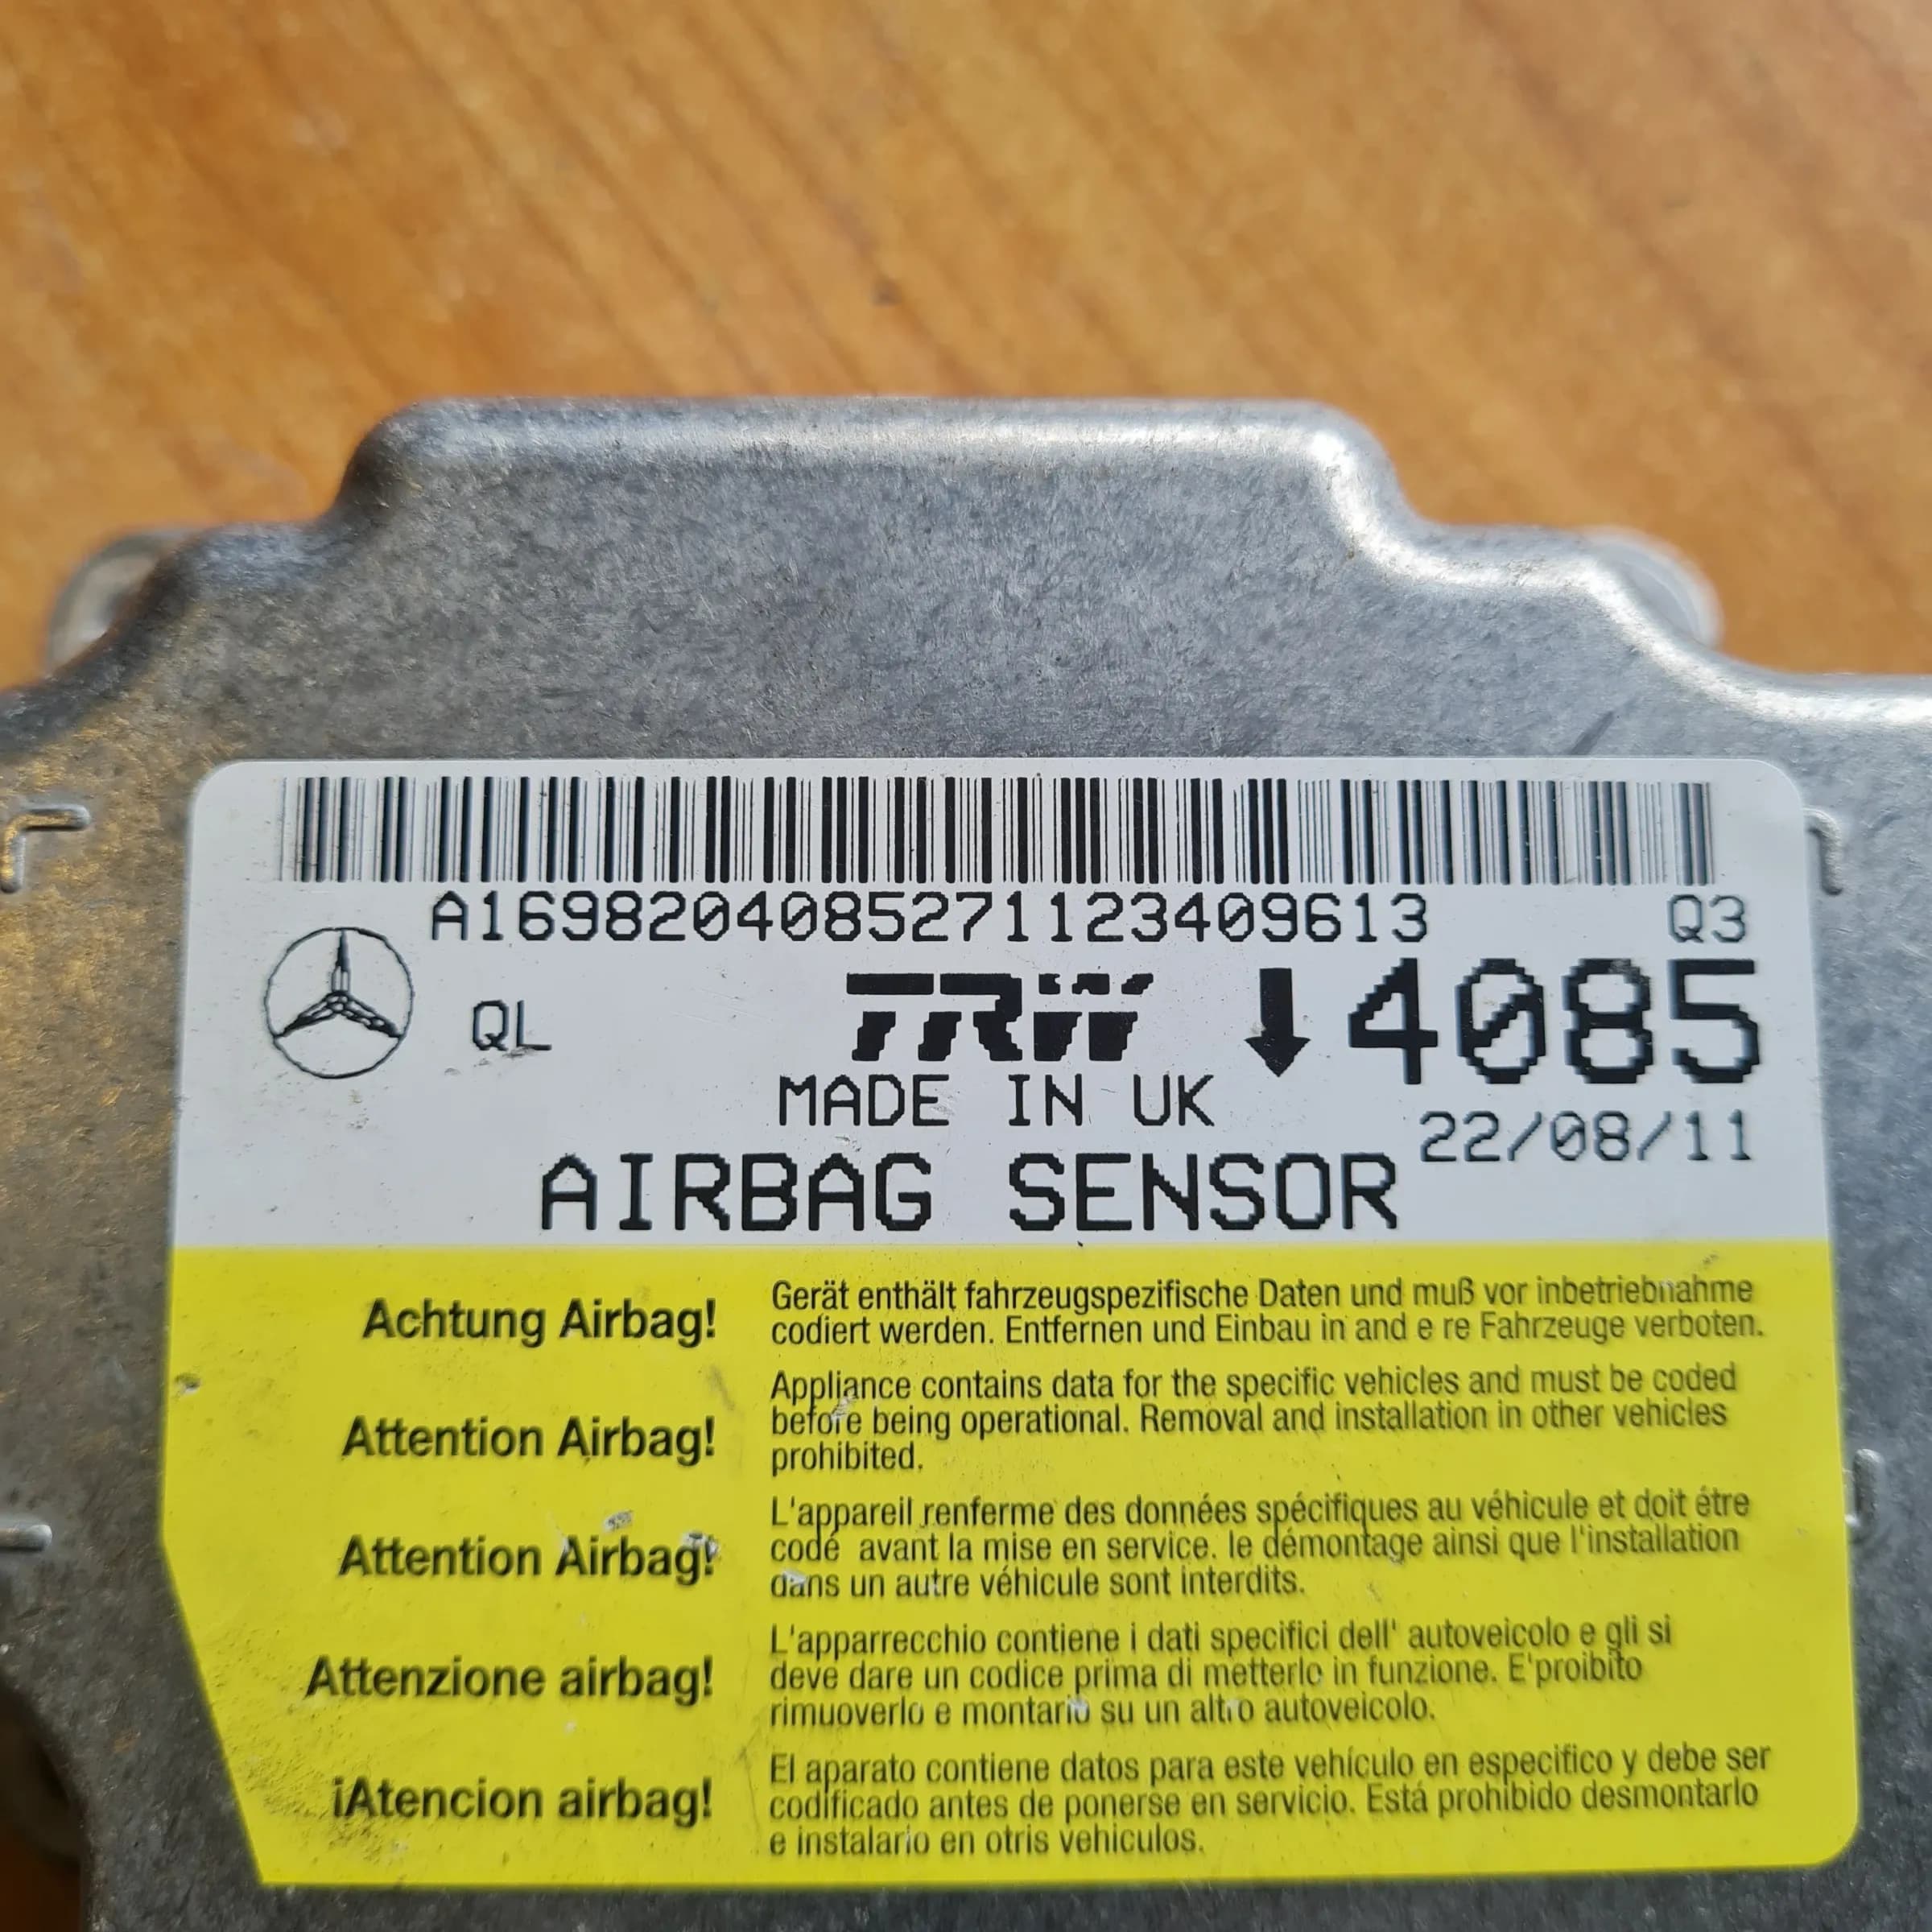 A1698204085271123409613 Q3
QL TRW 4085
MADE IN UK
22/08/11
AIRBAG SENSOR
Achtung Airbag!
Gerät enthält fahrzeugspezifische Daten und muß vor inbetriebnahme
codiert werden. Entfernen und Einbau in and e re Fahrzeuge verboten.
Attention Airbag!
Appliance contains data for the specific vehicles and must be coded
before being operational. Removal and installation in other vehicles
prohibited.
Attention Airbag!
L'appareil renferme des données spécifiques au véhicule et doit étre
codé avant la mise en service. le démontage ainsi que l'installation
dans un autre véhicule sont interdits.
Attenzione airbag!
L'apparrecchio contiene i dati specifici dell' autoveicolo e gli si
deve dare un codice prima di metterlo in funzione. E'proibito
rimuoverlo e montarlo su un altro autoveicolo.
¡Atencion airbag!
El aparato contiene datos para este vehículo en especifico y debe ser
codificado antes de ponerse en servicio. Está prohibido desmontarlo
e instalarlo en otris vehiculos.